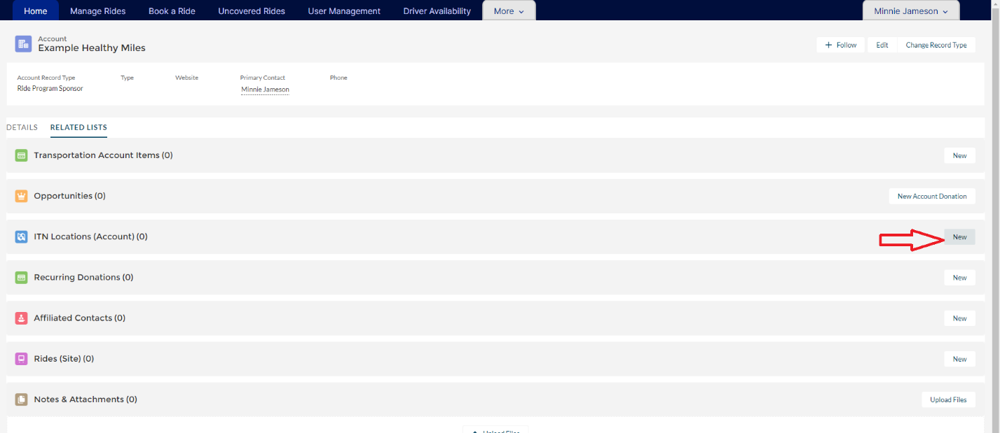 Home Manage Rides Book a Ride Uncovered Rides User Management Driver Availability More Minnie Jameson
Account
Example Healthy Miles
Follow Edit Change Record Type
Account Record Type Type Website Primary Contact Phone
Ride Program Sponsor Minnie Jameson
DETAILS RELATED LISTS
Transportation Account Items (0) New
Opportunities (0) New Account Donation
ITN Locations (Account) (0) New
Recurring Donations (0) New
Affiliated Contacts (0) New
Rides (Site) (0) New
Notes & Attachments (0) Upload Files
Upload Files